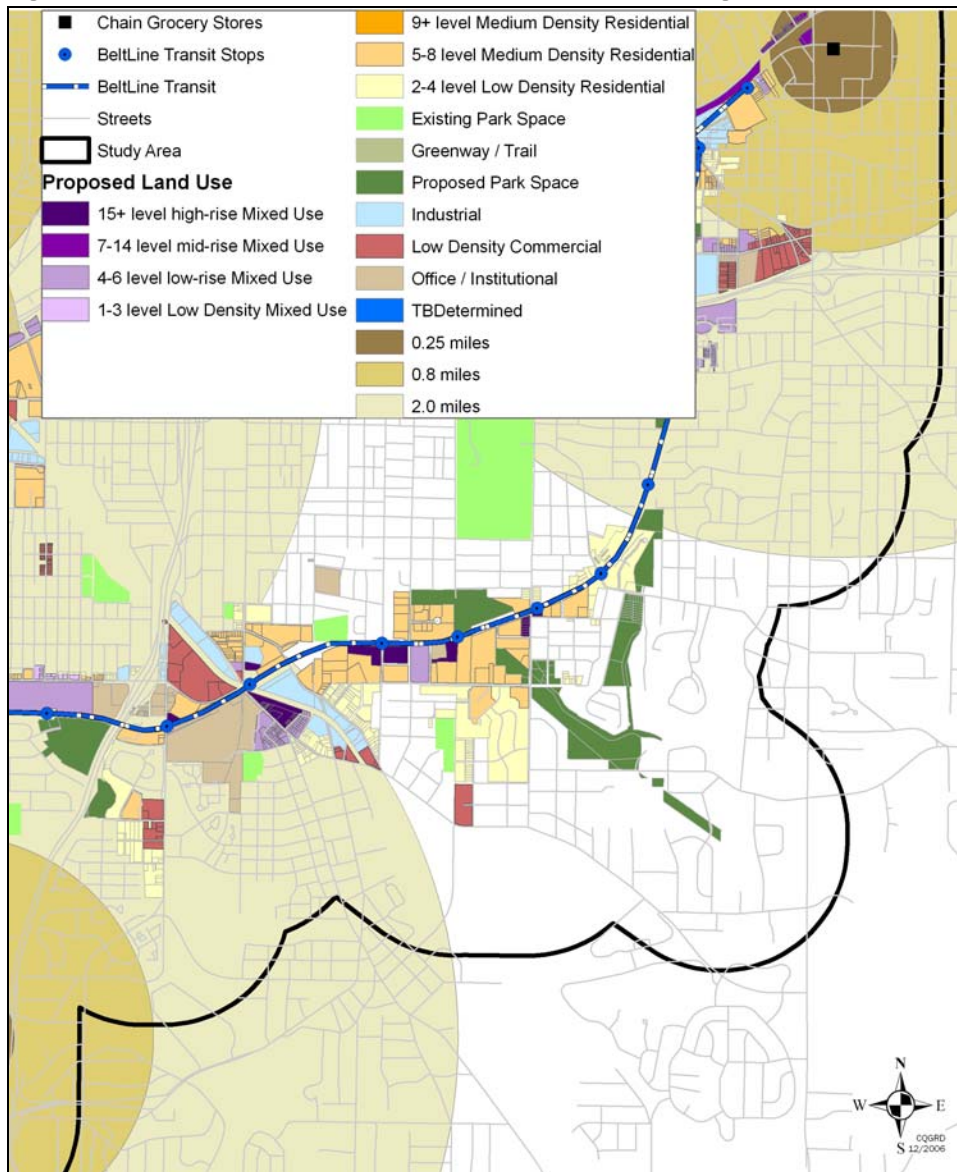 Chain Grocery Stores
BeltLine Transit Stops
BeltLine Transit
Streets
Study Area
Proposed Land Use
15+ level high-rise Mixed Use
7-14 level mid-rise Mixed Use
4-6 level low-rise Mixed Use
1-3 level Low Density Mixed Use
9+ level Medium Density Residential
5-8 level Medium Density Residential
2-4 level Low Density Residential
Existing Park Space
Greenway / Trail
Proposed Park Space
Industrial
Low Density Commercial
Office / Institutional
TBDetermined
0.25 miles
0.8 miles
2.0 miles
N
W E
S
CQGRD
12/2006